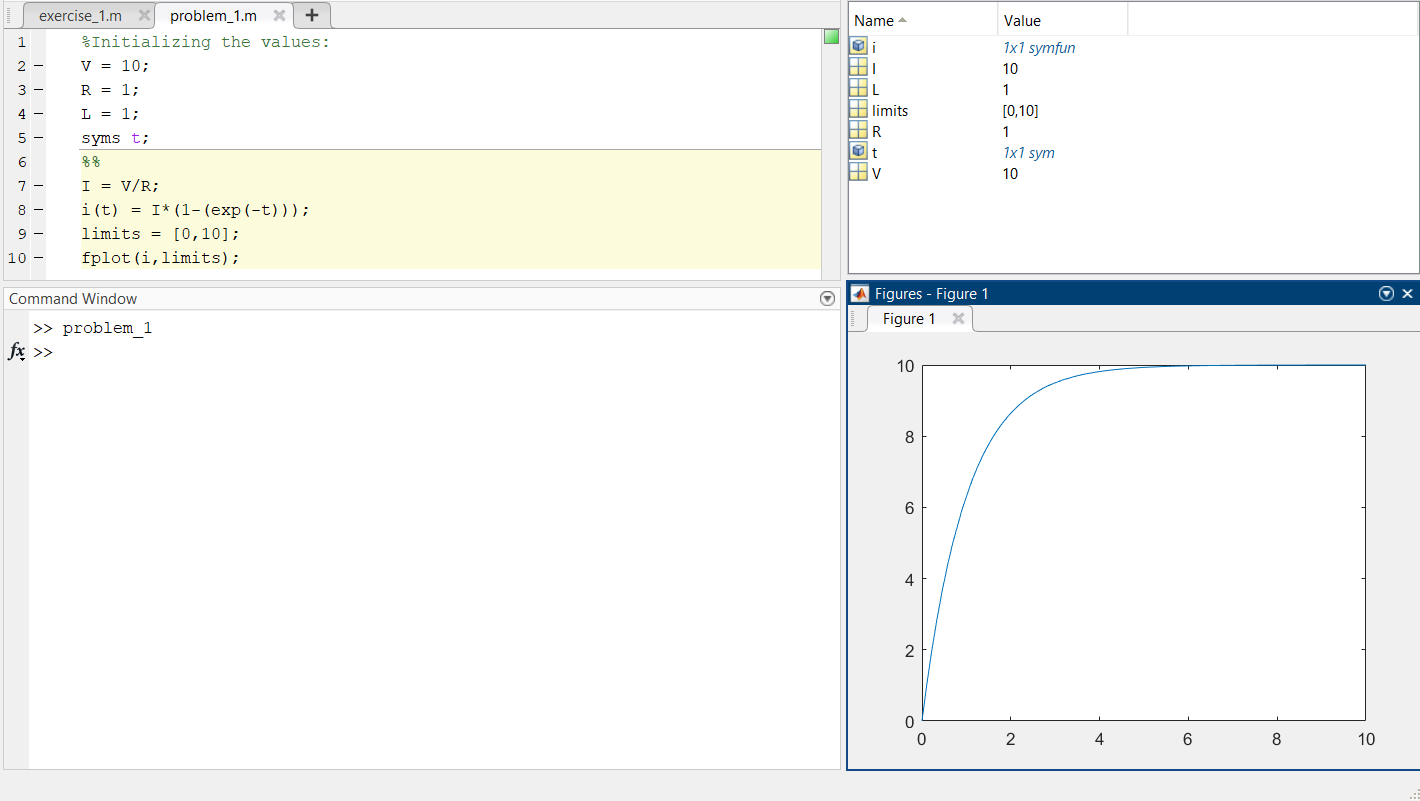 exercise_1.m problem_1.m
1 %Initializing the values:
2 – V = 10;
3 – R = 1;
4 – L = 1;
5 – syms t;
6 %%
7 – I = V/R;
8 – i(t) = I*(1-(exp(-t)));
9 – limits = [0,10];
10 – fplot(i,limits);
Command Window
>> problem_1
fx >>
Name Value
i 1x1 symfun
I 10
L 1
limits [0,10]
R 1
t 1x1 sym
V 10
Figures - Figure 1
Figure 1
10
8
6
4
2
0
0 2 4 6 8 10